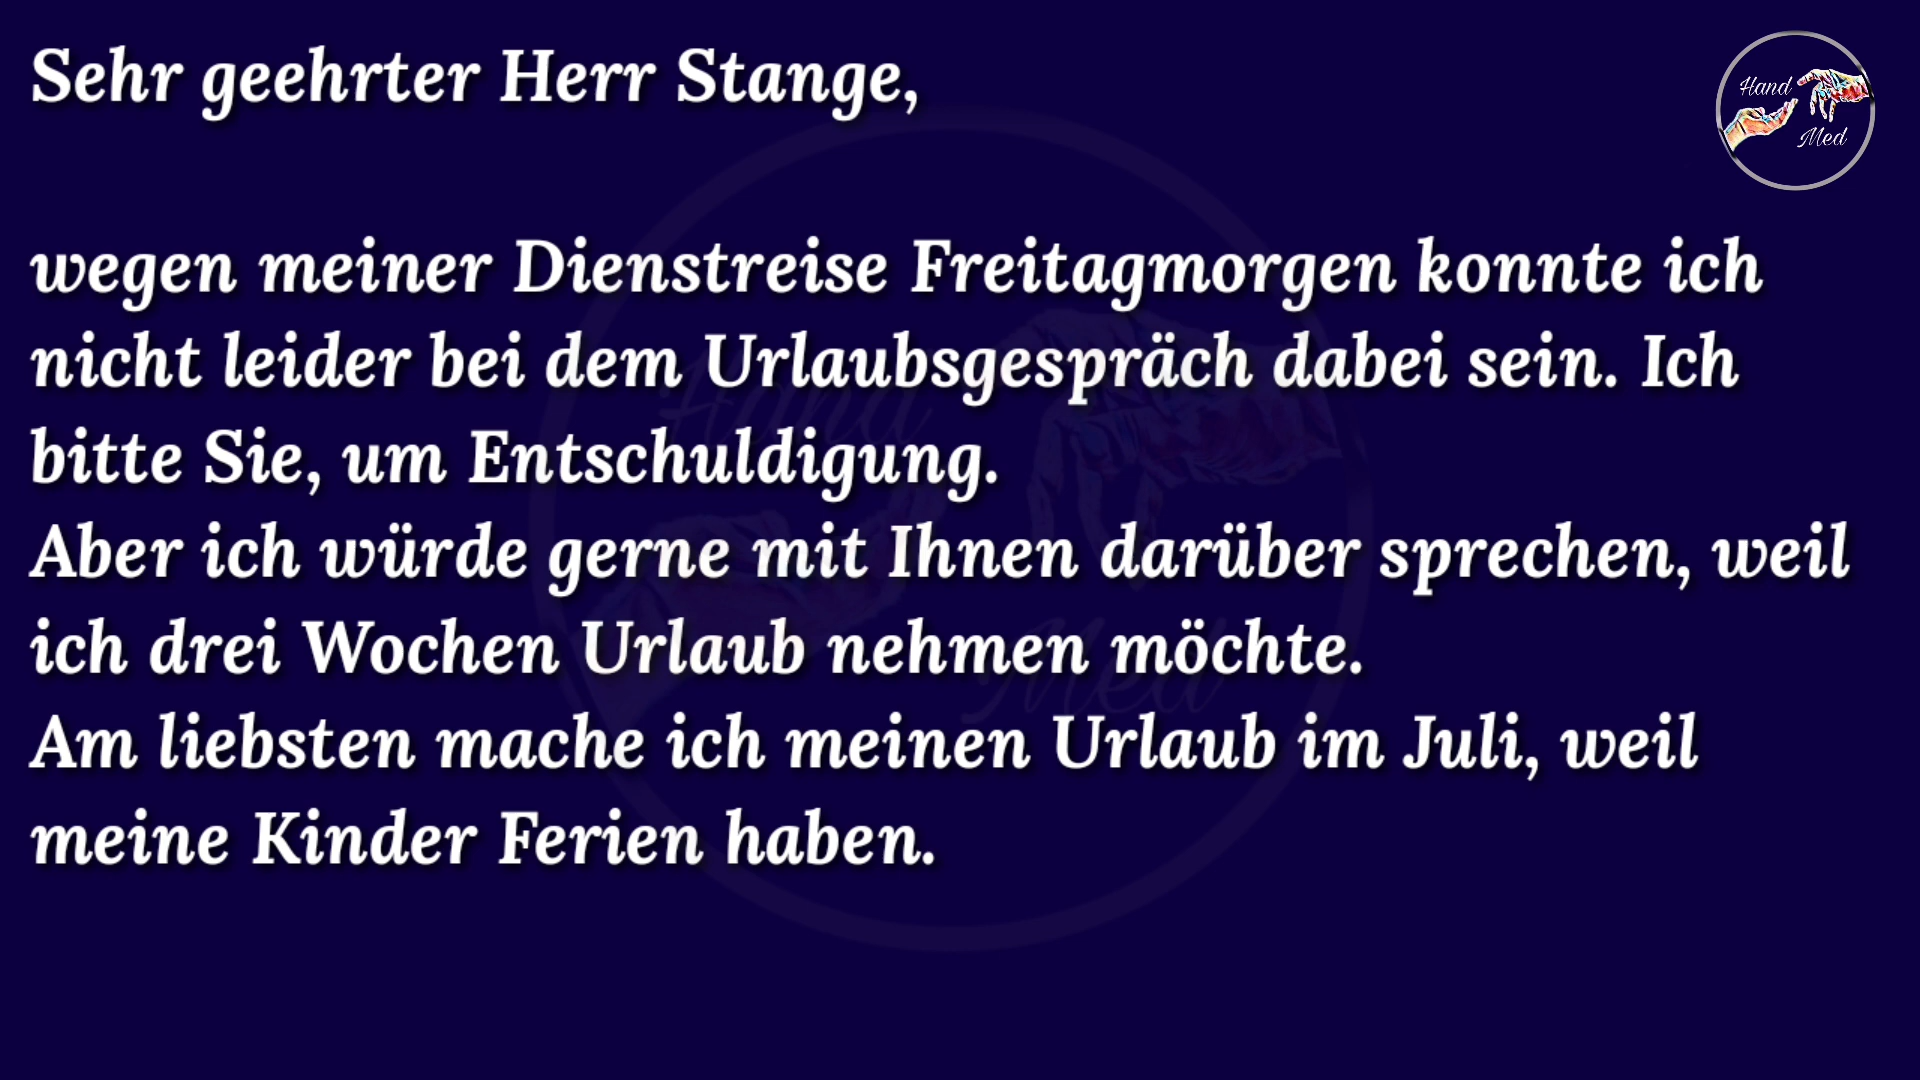 Sehr geehrter Herr Stange,
Hand
Med
wegen meiner Dienstreise Freitagmorgen konnte ich
nicht leider bei dem Urlaubsgespräch dabei sein. Ich
bitte Sie, um Entschuldigung.
Aber ich würde gerne mit Ihnen darüber sprechen, weil
ich drei Wochen Urlaub nehmen möchte.
Am liebsten mache ich meinen Urlaub im Juli, weil
meine Kinder Ferien haben.